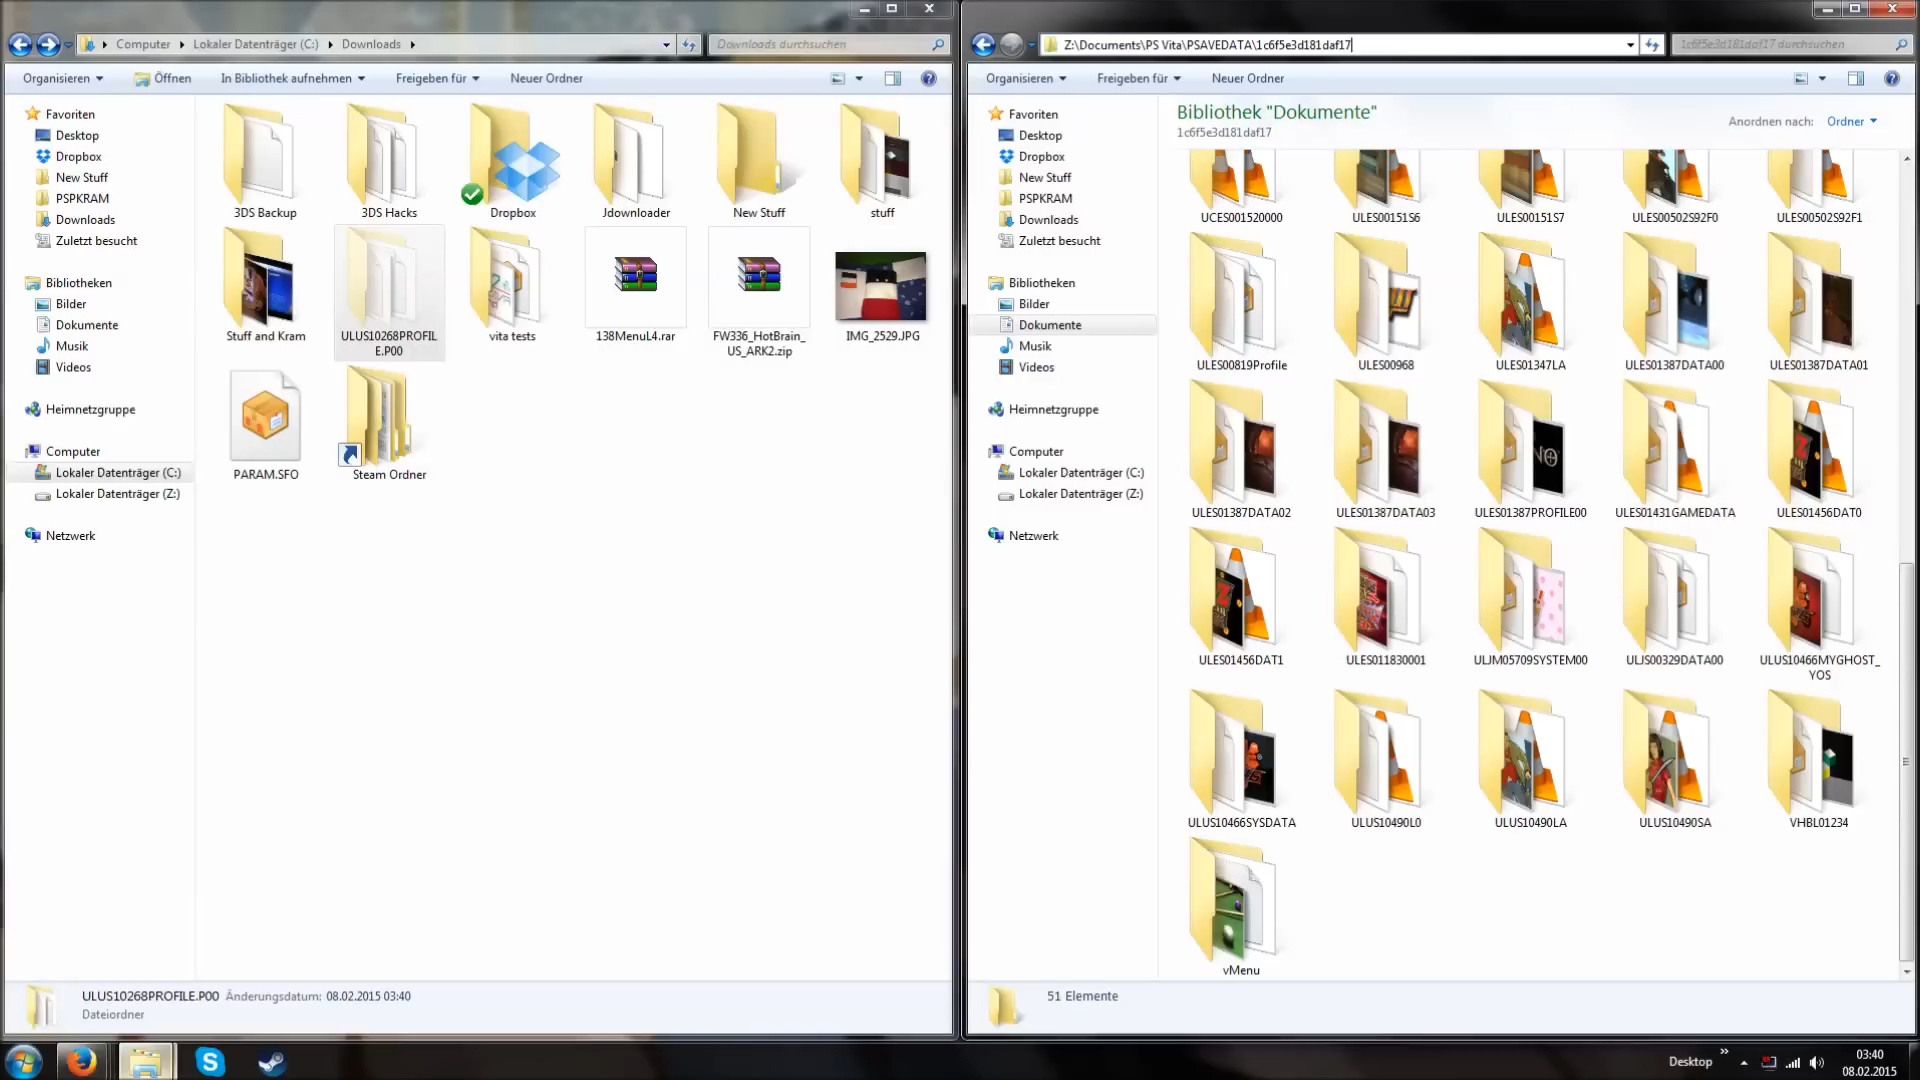 Computer ▸ Lokaler Datenträger (C:) ▸ Downloads ▸
Downloads durchsuchen
Organisieren
Öffnen
In Bibliothek aufnehmen
Freigeben für
Neuer Ordner
Favoriten
Desktop
Dropbox
New Stuff
PSPKRAM
Downloads
Zuletzt besucht
Bibliotheken
Bilder
Dokumente
Musik
Videos
Heimnetzgruppe
Computer
Lokaler Datenträger (C:)
Lokaler Datenträger (Z:)
Netzwerk
3DS Backup
3DS Hacks
Dropbox
Jdownloader
New Stuff
stuff
Stuff and Kram
ULUS10268PROFIL
E.P00
vita tests
138MenuL4.rar
FW336_HotBrain_
US_ARK2.zip
IMG_2529.JPG
PARAM.SFO
Steam Ordner
ULUS10268PROFILE.P00 Änderungsdatum: 08.02.2015 03:40
Dateiordner
Z:\Documents\PS Vita\PSAVEDATA\1c6f5e3d181daf17
1c6f5e3d181daf17 durchsuchen
Organisieren
Freigeben für
Neuer Ordner
Favoriten
Desktop
Dropbox
New Stuff
PSPKRAM
Downloads
Zuletzt besucht
Bibliotheken
Bilder
Dokumente
Musik
Videos
Heimnetzgruppe
Computer
Lokaler Datenträger (C:)
Lokaler Datenträger (Z:)
Netzwerk
Bibliothek "Dokumente"
1c6f5e3d181daf17
Anordnen nach: Ordner
UCES001520000
ULES00151S6
ULES00151S7
ULES00502S92F0
ULES00502S92F1
ULES00819Profile
ULES00968
ULES01347LA
ULES01387DATA00
ULES01387DATA01
ULES01387DATA02
ULES01387DATA03
ULES01387PROFILE00
ULES01431GAMEDATA
ULES01456DAT0
ULES01456DAT1
ULES011830001
ULJM05709SYSTEM00
ULJS00329DATA00
ULUS10466MYGHOST_
YOS
ULUS10466SYSDATA
ULUS10490L0
ULUS10490LA
ULUS10490SA
VHBL01234
vMenu
51 Elemente
Desktop
03:40
08.02.2015